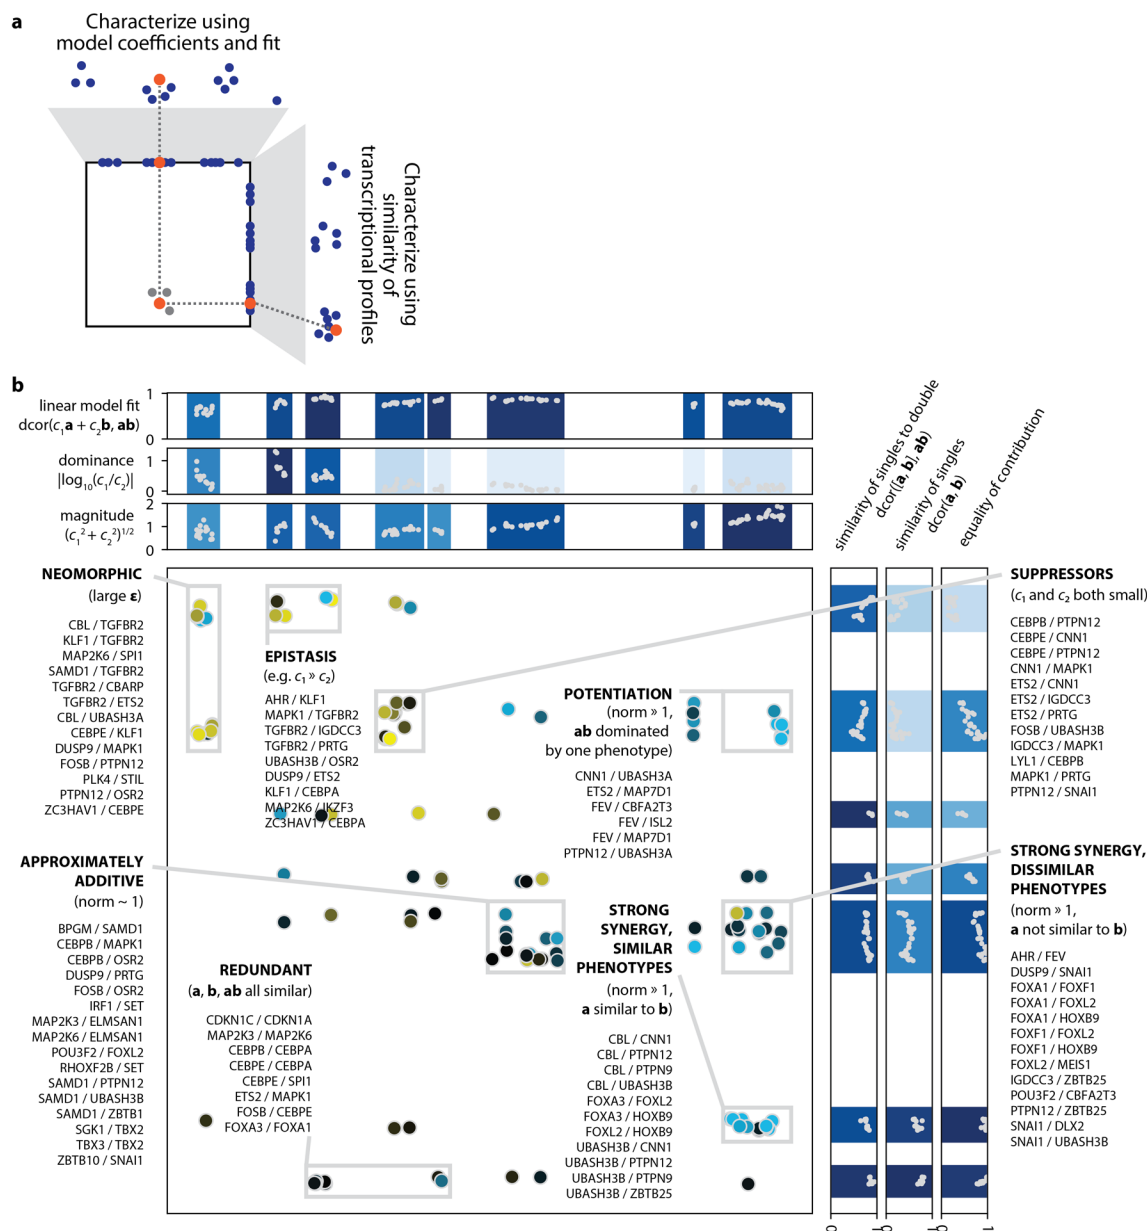 a
Characterize using
model coefficients and fit
Characterize using
similarity of
transcriptional profiles
b
linear model fit
dcor(c₁a + c₂b, ab)
1
0
dominance
|log₁₀(c₁/c₂)|
1
0
magnitude
(c₁² + c₂²)^1/2
2
1
0
similarity of singles to double
dcor([a, b], ab)
similarity of singles
dcor(a, b)
equality of contribution
NEOMORPHIC
(large ε)
CBL / TGFBR2
KLF1 / TGFBR2
MAP2K6 / SPI1
SAMD1 / TGFBR2
TGFBR2 / CBARP
TGFBR2 / ETS2
CBL / UBASH3A
CEBPE / KLF1
DUSP9 / MAPK1
FOSB / PTPN12
PLK4 / STIL
PTPN12 / OSR2
ZC3HAV1 / CEBPE
EPISTASIS
(e.g. c₁ » c₂)
AHR / KLF1
MAPK1 / TGFBR2
TGFBR2 / IGDCC3
TGFBR2 / PRTG
UBASH3B / OSR2
DUSP9 / ETS2
KLF1 / CEBPA
MAP2K6 / IKZF3
ZC3HAV1 / CEBPA
POTENTIATION
(norm » 1,
ab dominated
by one phenotype)
CNN1 / UBASH3A
ETS2 / MAP7D1
FEV / CBFA2T3
FEV / ISL2
FEV / MAP7D1
PTPN12 / UBASH3A
SUPPRESSORS
(c₁ and c₂ both small)
CEBPB / PTPN12
CEBPE / CNN1
CEBPE / PTPN12
CNN1 / MAPK1
ETS2 / CNN1
ETS2 / IGDCC3
ETS2 / PRTG
FOSB / UBASH3B
IGDCC3 / MAPK1
LYL1 / CEBPB
MAPK1 / PRTG
PTPN12 / SNAI1
APPROXIMATELY
ADDITIVE
(norm ~ 1)
BPGM / SAMD1
CEBPB / MAPK1
CEBPB / OSR2
DUSP9 / PRTG
FOSB / OSR2
IRF1 / SET
MAP2K3 / ELMSAN1
MAP2K6 / ELMSAN1
POU3F2 / FOXL2
RHOXF2B / SET
SAMD1 / PTPN12
SAMD1 / UBASH3B
SAMD1 / ZBTB1
SGK1 / TBX2
TBX3 / TBX2
ZBTB10 / SNAI1
REDUNDANT
(a, b, ab all similar)
CDKN1C / CDKN1A
MAP2K3 / MAP2K6
CEBPB / CEBPA
CEBPE / CEBPA
CEBPE / SPI1
ETS2 / MAPK1
FOSB / CEBPE
FOXA3 / FOXA1
STRONG
SYNERGY,
SIMILAR
PHENOTYPES
(norm » 1,
a similar to b)
CBL / CNN1
CBL / PTPN12
CBL / PTPN9
CBL / UBASH3B
FOXA3 / FOXL2
FOXA3 / HOXB9
FOXL2 / HOXB9
UBASH3B / CNN1
UBASH3B / PTPN12
UBASH3B / PTPN9
UBASH3B / ZBTB25
STRONG SYNERGY,
DISSIMILAR
PHENOTYPES
(norm » 1,
a not similar to b)
AHR / FEV
DUSP9 / SNAI1
FOXA1 / FOXF1
FOXA1 / FOXL2
FOXA1 / HOXB9
FOXF1 / FOXL2
FOXF1 / HOXB9
FOXL2 / MEIS1
IGDCC3 / ZBTB25
POU3F2 / CBFA2T3
PTPN12 / ZBTB25
SNAI1 / DLX2
SNAI1 / UBASH3B